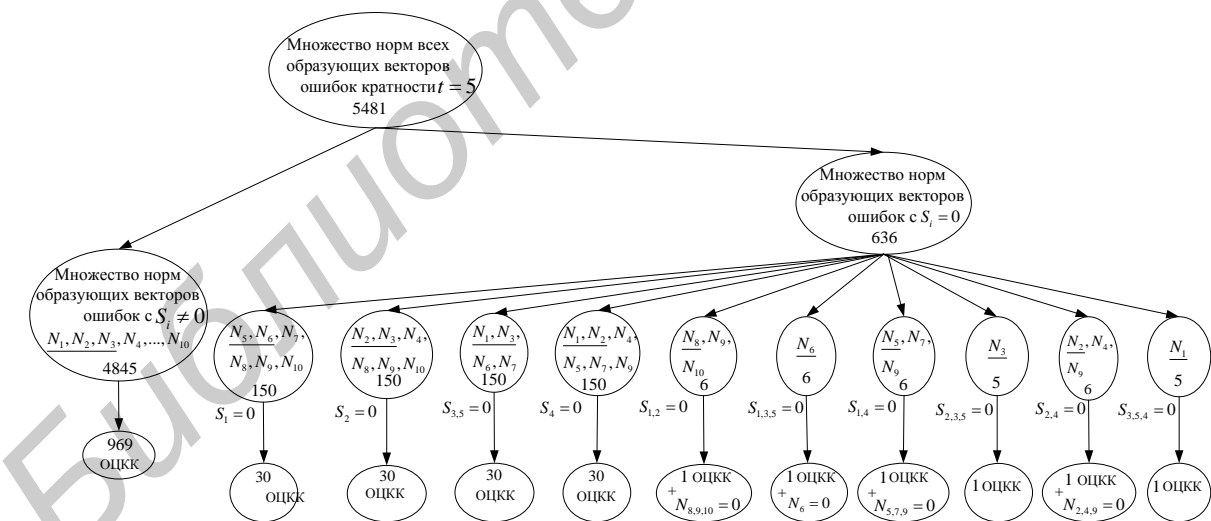 Множество норм всех
образующих векторов
ошибок кратности t = 5
5481
Множество норм
образующих векторов
ошибок с S_i = 0
636
Множество норм
образующих векторов
ошибок с S_i ≠ 0
N_1, N_2, N_3, N_4, ..., N_10
4845
N_5, N_6, N_7,
N_8, N_9, N_10
150
N_2, N_3, N_4,
N_8, N_9, N_10
150
N_1, N_3,
N_6, N_7
150
N_1, N_2, N_4,
N_5, N_7, N_9
150
N_8, N_9,
N_10
6
N_6
6
N_5, N_7,
N_9
6
N_3
5
N_2, N_4,
N_9
6
N_1
5
S_1 = 0
S_2 = 0
S_3,5 = 0
S_4 = 0
S_1,2 = 0
S_1,3,5 = 0
S_1,4 = 0
S_2,3,5 = 0
S_2,4 = 0
S_3,5,4 = 0
969
ОЦКК
30
ОЦКК
30
ОЦКК
30
ОЦКК
30
ОЦКК
1 ОЦКК
+
N_8,9,10 = 0
1 ОЦКК
+
N_6 = 0
1 ОЦКК
+
N_5,7,9 = 0
1 ОЦКК
1 ОЦКК
+
N_2,4,9 = 0
1 ОЦКК
Библиот